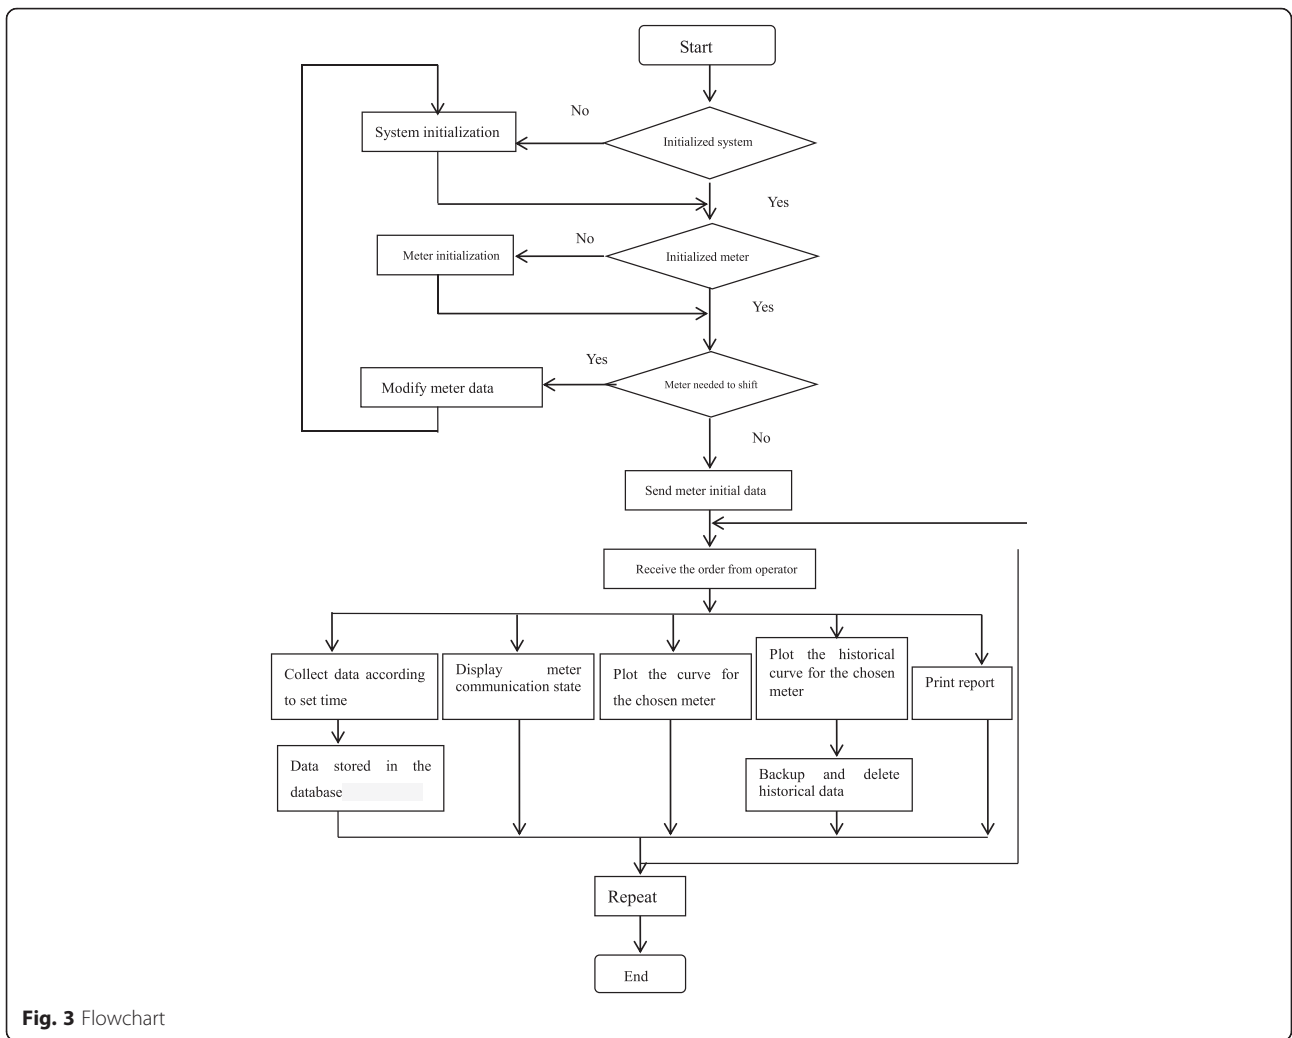 Start
No
System initialization
Initialized system
Yes
No
Meter initialization
Initialized meter
Yes
Yes
Modify meter data
Meter needed to shift
No
Send meter initial data
Receive the order from operator
Collect data according
to set time
Display meter
communication state
Plot the curve for
the chosen meter
Plot the historical
curve for the chosen
meter
Print report
Data stored in the
database
Backup and delete
historical data
Repeat
End
Fig. 3 Flowchart